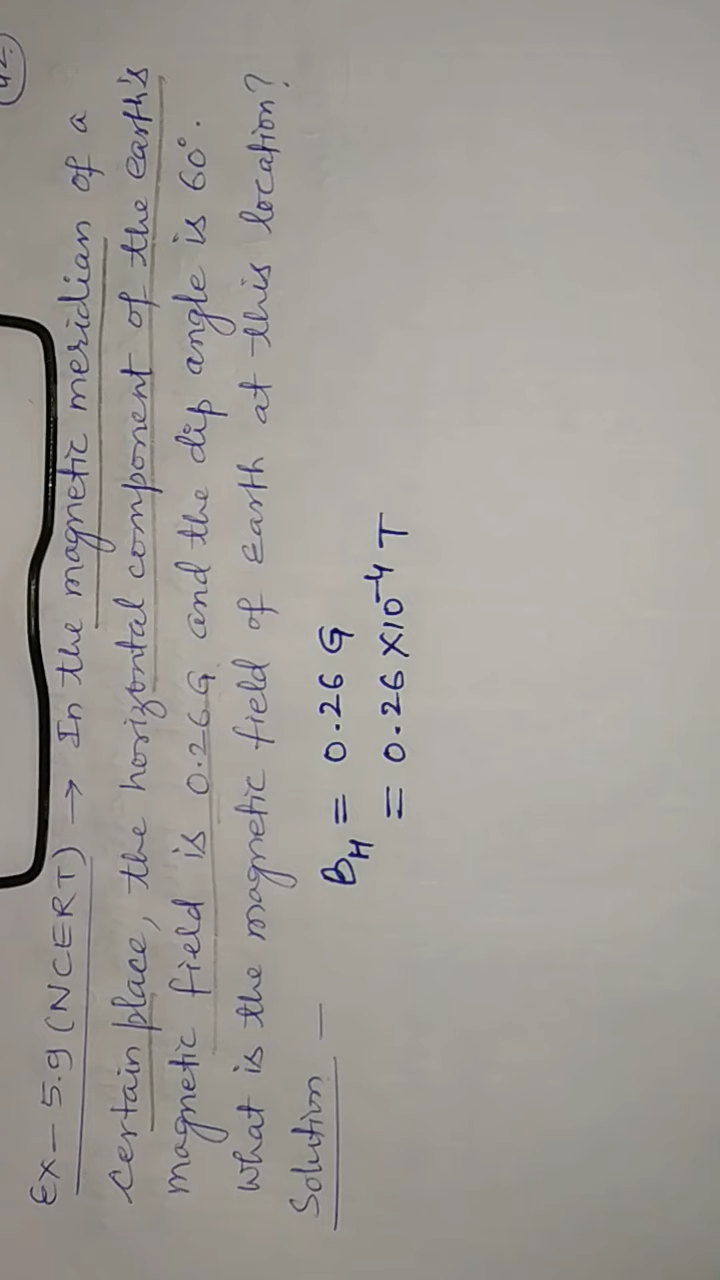 Ex-5.9 (NCERT) → In the magnetic meridian of a
certain place, the horizontal component of the earth's
magnetic field is 0.26G and the dip angle is 60°.
What is the magnetic field of Earth at this location?
Solution -
B_H = 0.26 G
= 0.26 × 10⁻⁴ T